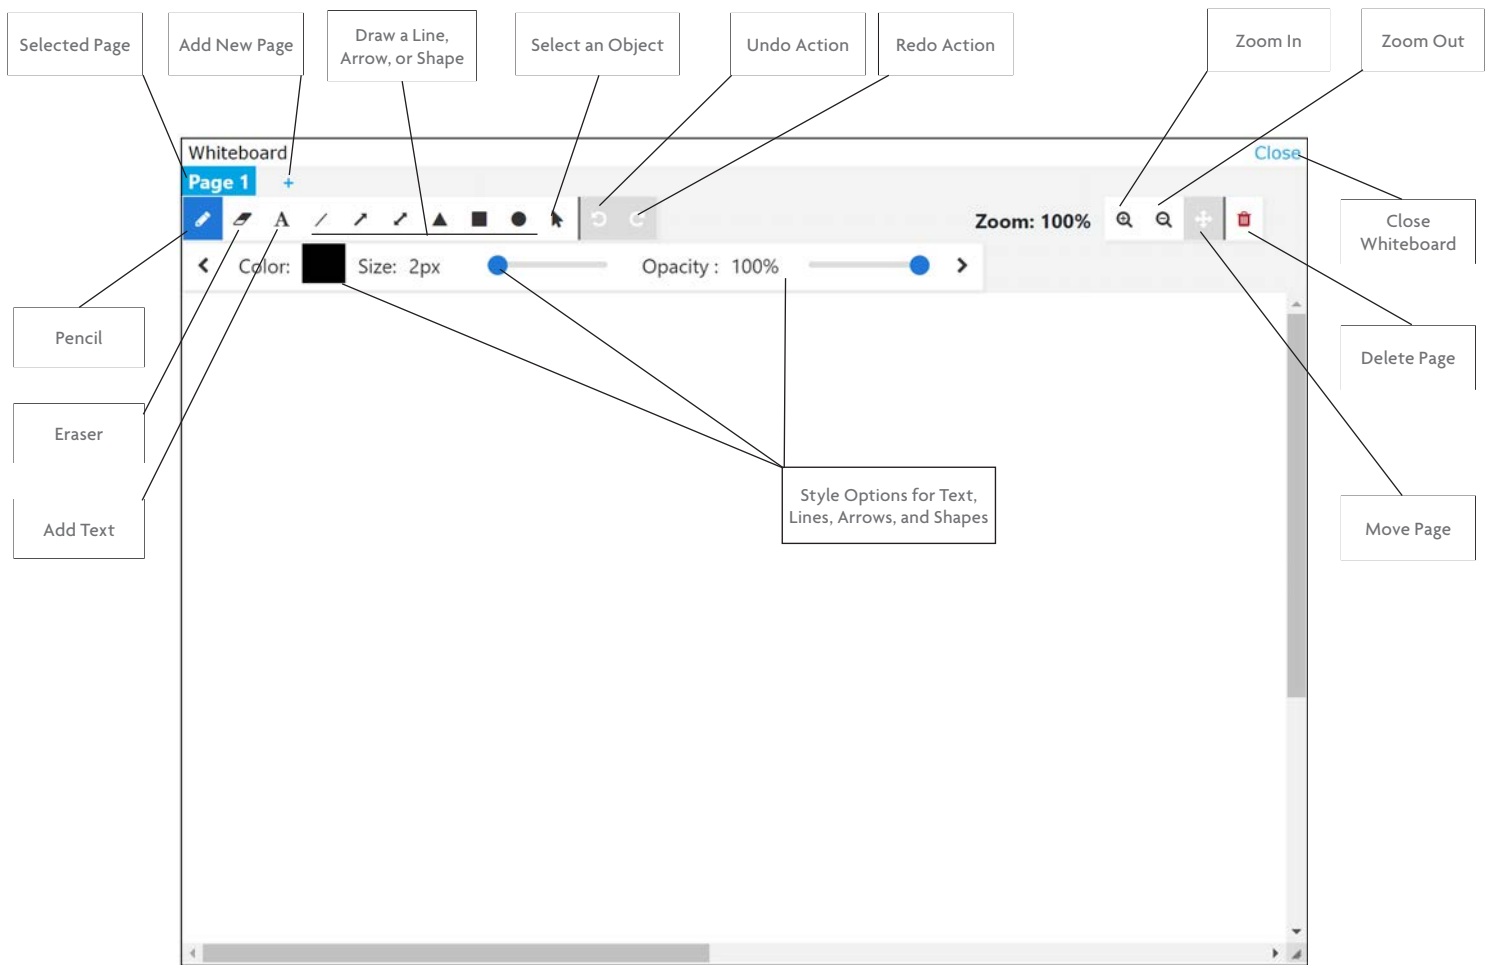 Selected Page
Add New Page
Draw a Line,
Arrow, or Shape
Select an Object
Undo Action
Redo Action
Zoom In
Zoom Out
Whiteboard
Close
Page 1
+
A
Zoom: 100%
Close
Whiteboard
Color:
Size: 2px
Opacity : 100%
Pencil
Delete Page
Eraser
Style Options for Text,
Lines, Arrows, and Shapes
Add Text
Move Page